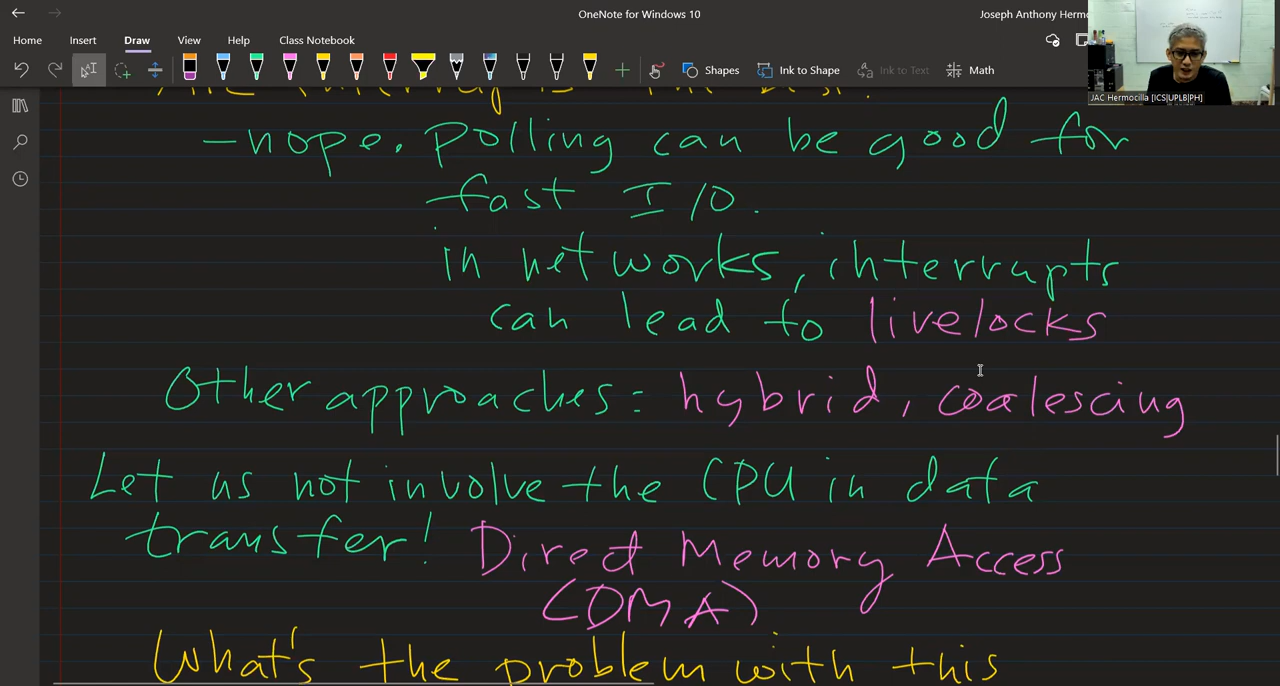 OneNote for Windows 10
Joseph Anthony Hermo
Home Insert Draw View Help Class Notebook
Shapes Ink to Shape Ink to Text Math
JAC Hermocilla [ICS|UPLB|PH]
- nope. Polling can be good for
fast I/O.
in networks, interrupts
can lead to livelocks
Other approaches: hybrid, coalescing
Let us not involve the CPU in data
transfer! Direct Memory Access
(DMA)
What's the problem with this